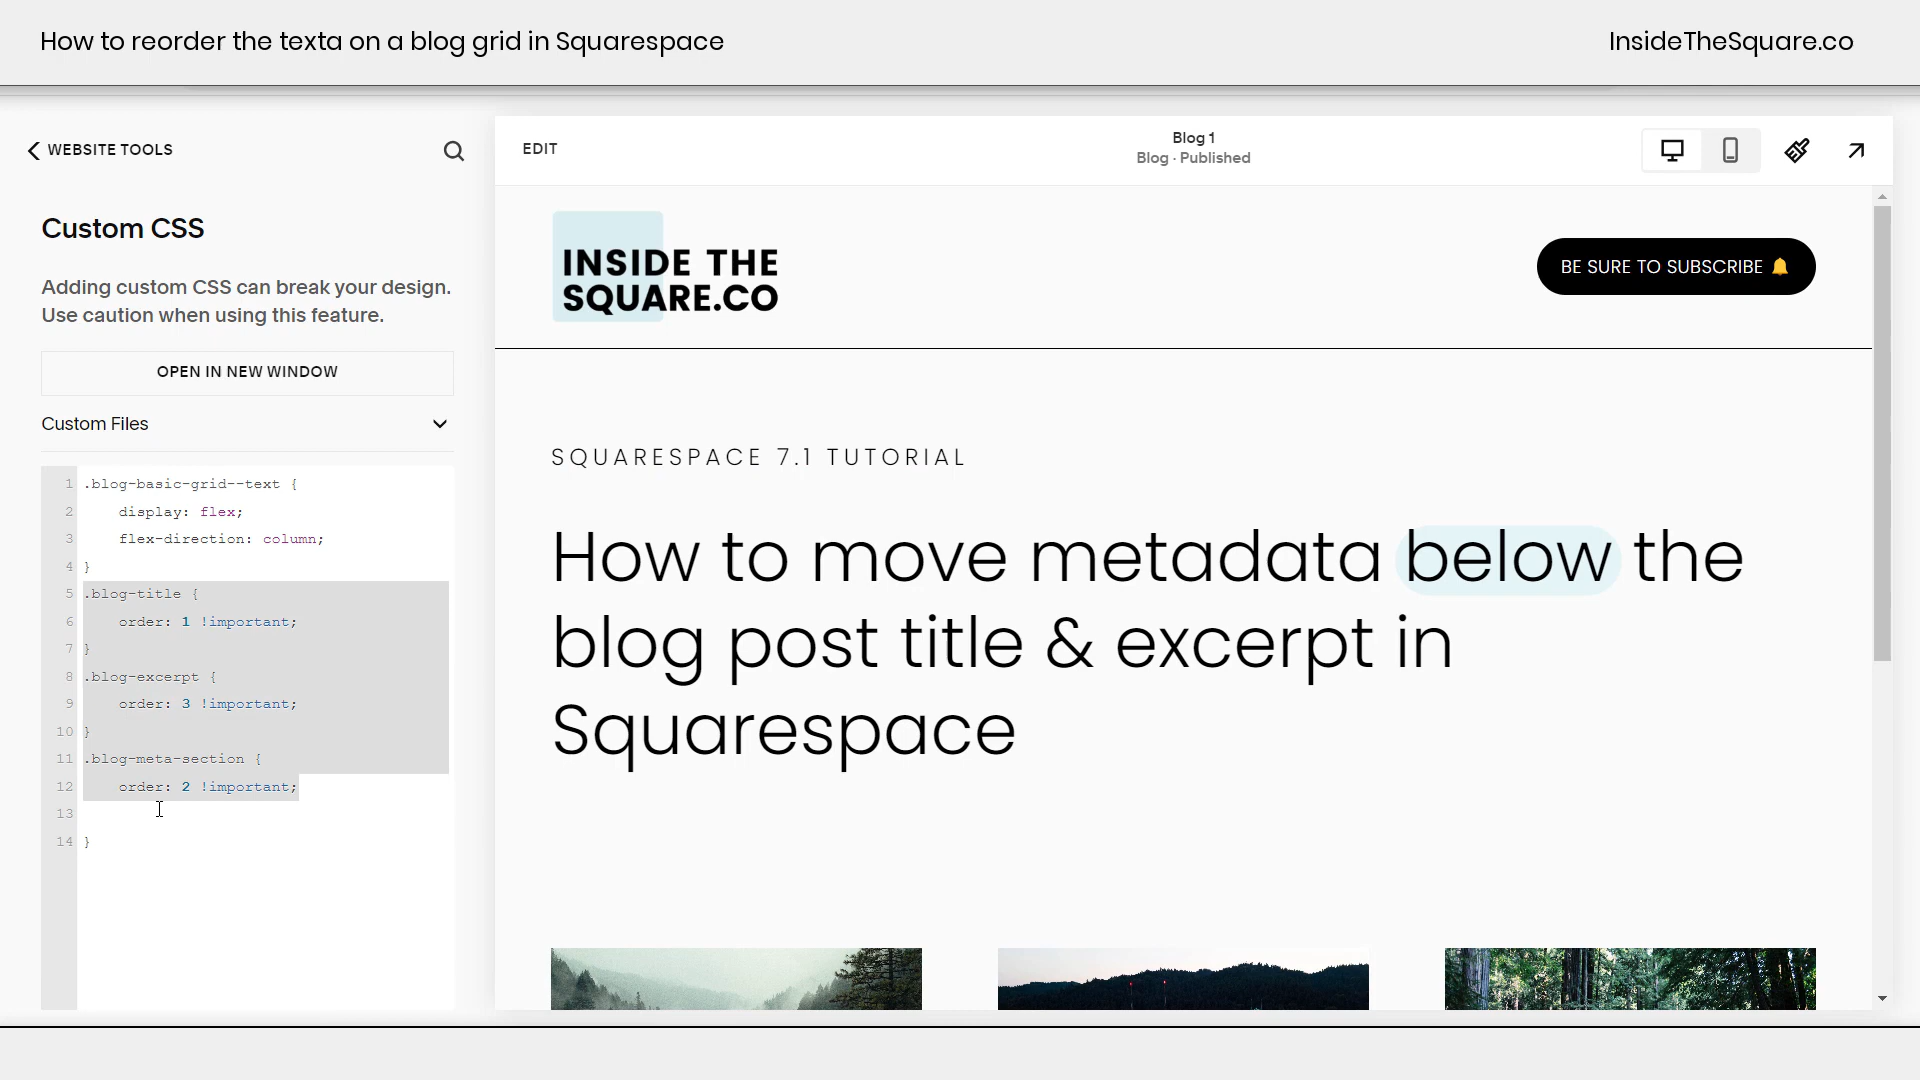 How to reorder the texta on a blog grid in Squarespace
InsideTheSquare.co
WEBSITE TOOLS
Custom CSS
Adding custom CSS can break your design.
Use caution when using this feature.
OPEN IN NEW WINDOW
Custom Files
1 .blog-basic-grid--text {
2 display: flex;
3 flex-direction: column;
4 }
5 .blog-title {
6 order: 1 !important;
7 }
8 .blog-excerpt {
9 order: 3 !important;
10 }
11 .blog-meta-section {
12 order: 2 !important;
13
14 }
EDIT
Blog 1
Blog · Published
INSIDE THE
SQUARE.CO
BE SURE TO SUBSCRIBE 🔔
SQUARESPACE 7.1 TUTORIAL
How to move metadata below the
blog post title & excerpt in
Squarespace